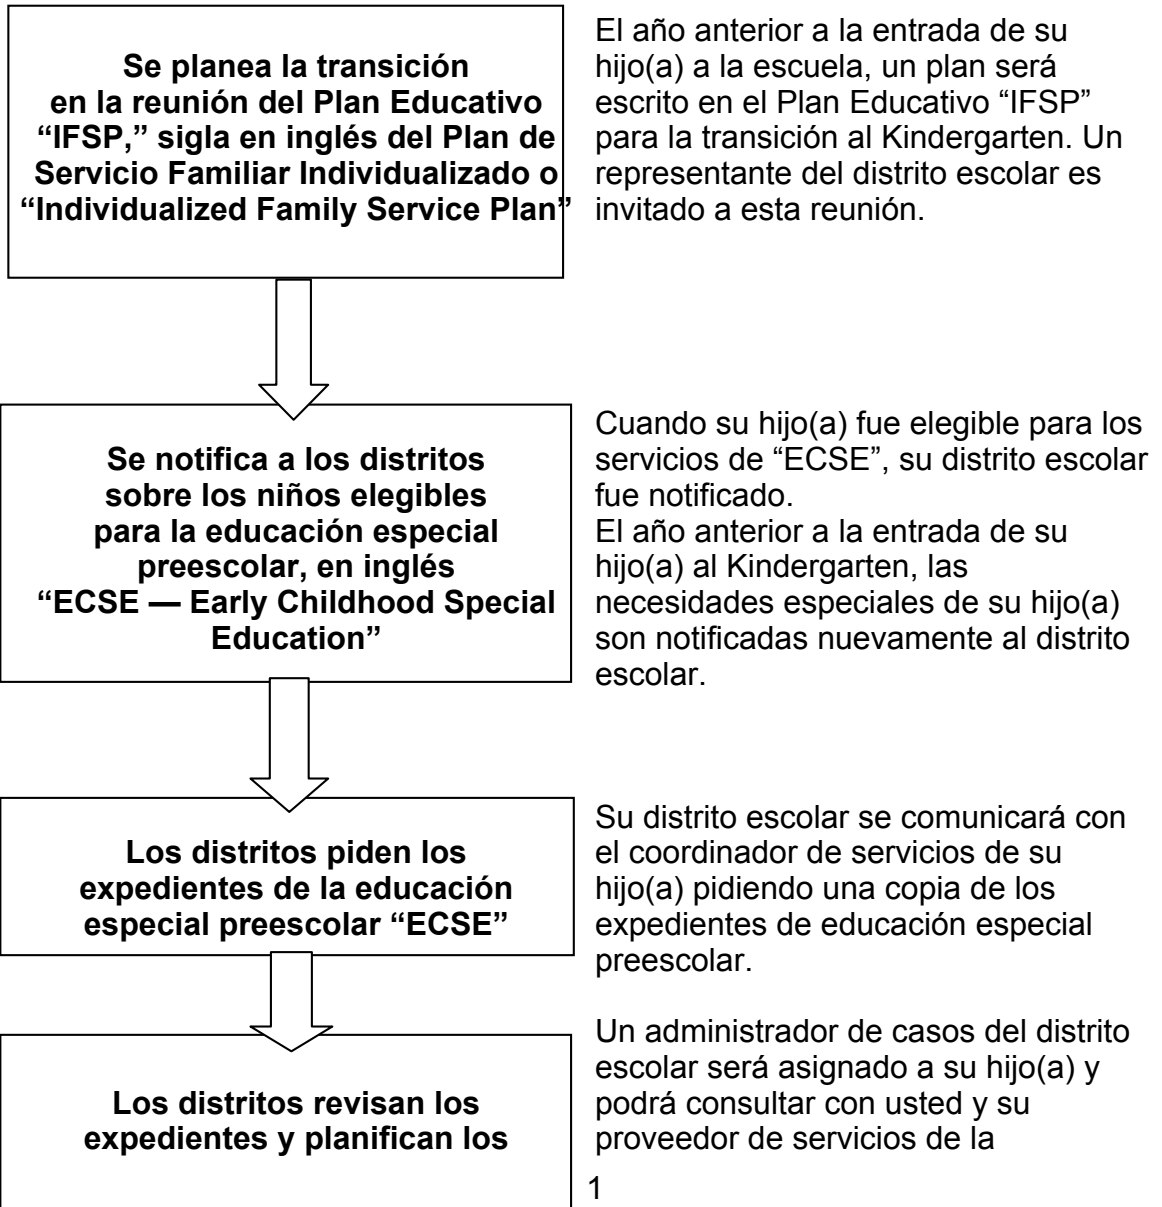 Se planea la transición
en la reunión del Plan Educativo
“IFSP,” sigla en inglés del Plan de
Servicio Familiar Individualizado o
“Individualized Family Service Plan”
El año anterior a la entrada de su
hijo(a) a la escuela, un plan será
escrito en el Plan Educativo “IFSP”
para la transición al Kindergarten. Un
representante del distrito escolar es
invitado a esta reunión.
Se notifica a los distritos
sobre los niños elegibles
para la educación especial
preescolar, en inglés
“ECSE — Early Childhood Special
Education”
Cuando su hijo(a) fue elegible para los
servicios de “ECSE”, su distrito escolar
fue notificado.
El año anterior a la entrada de su
hijo(a) al Kindergarten, las
necesidades especiales de su hijo(a)
son notificadas nuevamente al distrito
escolar.
Los distritos piden los
expedientes de la educación
especial preescolar “ECSE”
Su distrito escolar se comunicará con
el coordinador de servicios de su
hijo(a) pidiendo una copia de los
expedientes de educación especial
preescolar.
Los distritos revisan los
expedientes y planifican los
Un administrador de casos del distrito
escolar será asignado a su hijo(a) y
podrá consultar con usted y su
proveedor de servicios de la
1